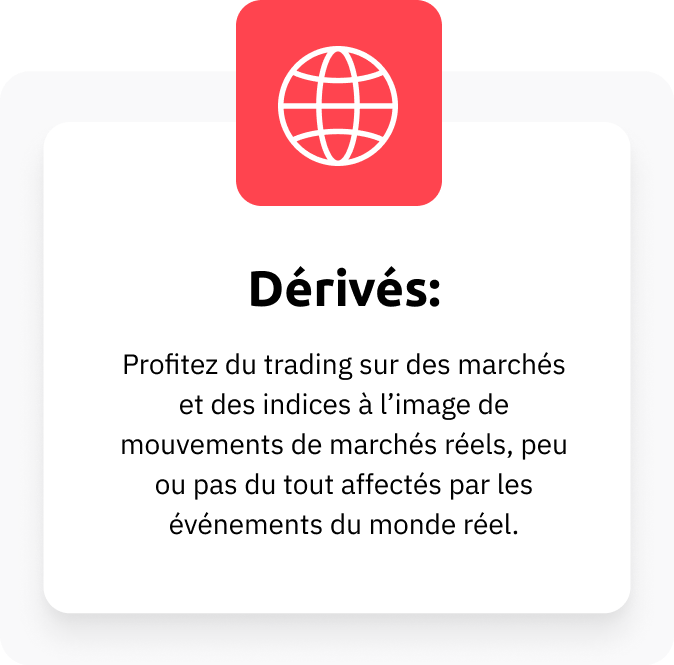 Dérivés:
Profitez du trading sur des marchés
et des indices à l’image de
mouvements de marchés réels, peu
ou pas du tout affectés par les
événements du monde réel.